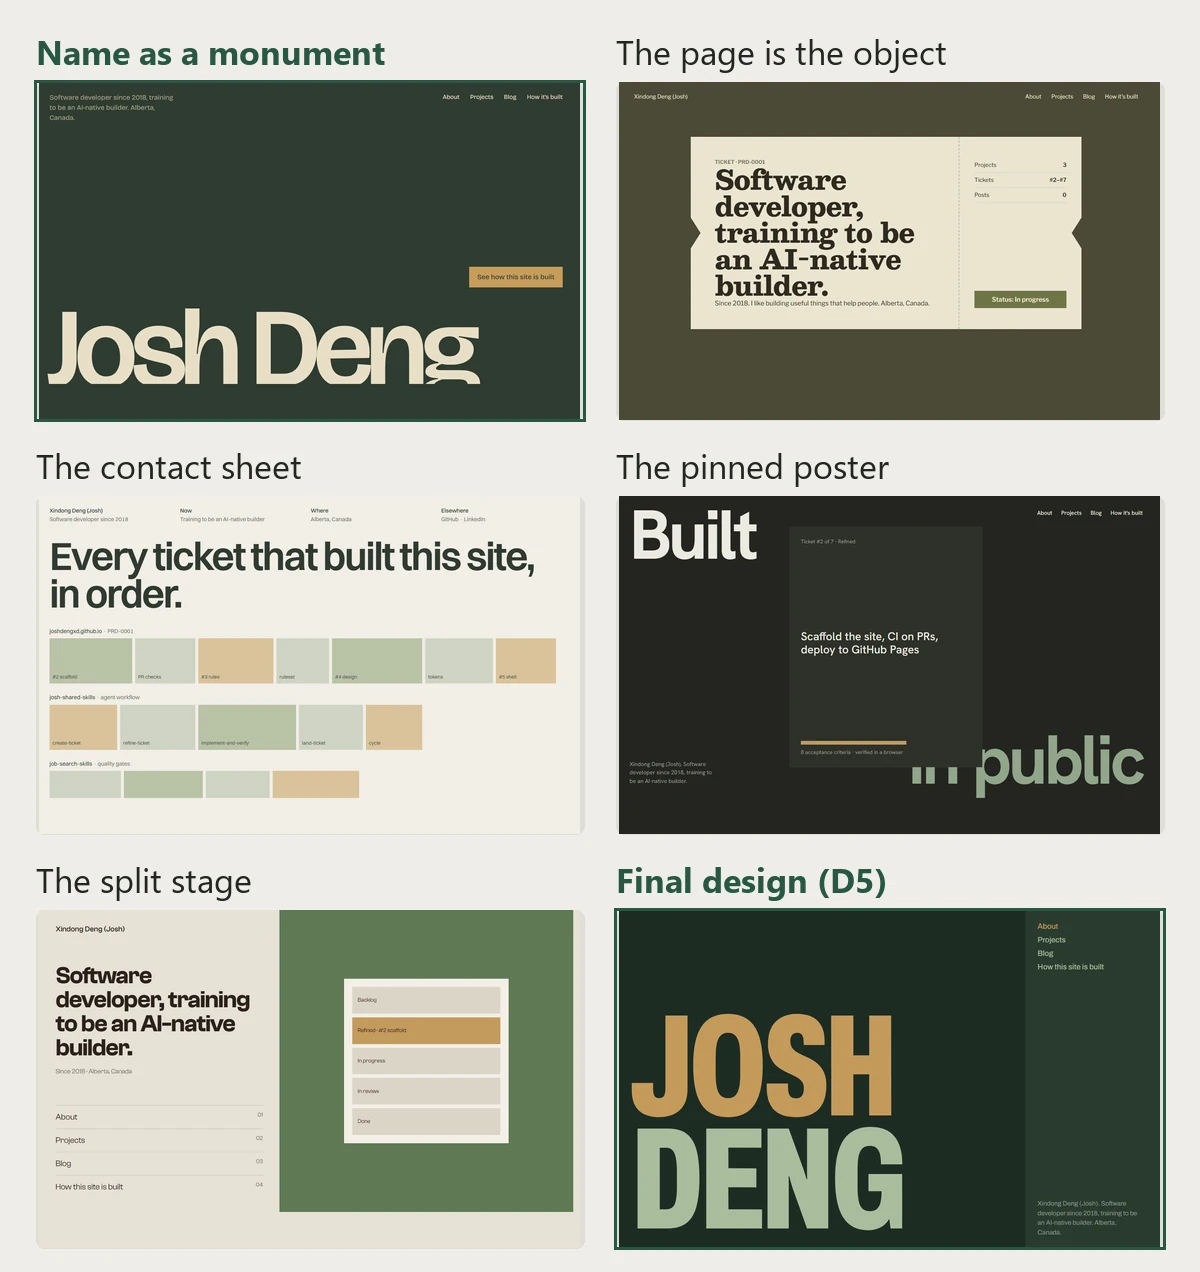 Name as a monument
Software developer since 2018, training
to be an AI-native builder. Alberta,
Canada.
About Projects Blog How it's built
See how this site is built
Josh Deng
The page is the object
Xindong Deng (Josh)
About Projects Blog How it's built
TICKET · PRD-0001
Software
developer,
training to be
an AI-native
builder.
Since 2018. I like building useful things that help people. Alberta, Canada.
Projects 3
Tickets #2–#7
Posts 0
Status: In progress
The contact sheet
Xindong Deng (Josh) Now Where Elsewhere
Software developer since 2018 Training to be an AI-native builder Alberta, Canada GitHub · LinkedIn
Every ticket that built this site,
in order.
joshdengxd.github.io · PRD-0001
#2 scaffold PR checks #3 rules ruleset #4 design tokens #5 shell
josh-shared-skills · agent workflow
create-ticket refine-ticket implement-and-verify land-ticket cycle
job-search-skills · quality gates
The pinned poster
Built
About Projects Blog How it's built
Ticket #2 of 7 · Refined
Scaffold the site, CI on PRs,
deploy to GitHub Pages
6 acceptance criteria · verified in a browser
in public
Xindong Deng (Josh). Software
developer since 2018, training to
be an AI-native builder.
The split stage
Xindong Deng (Josh)
Software
developer, training
to be an AI-native
builder.
Since 2018 · Alberta, Canada
About 01
Projects 02
Blog 03
How this site is built 04
Backlog
Refined · #2 scaffold
In progress
In review
Done
Final design (D5)
About
Projects
Blog
How this site is built
JOSH
DENG
Xindong Deng (Josh). Software
developer since 2018, training to be
an AI-native builder. Alberta,
Canada.